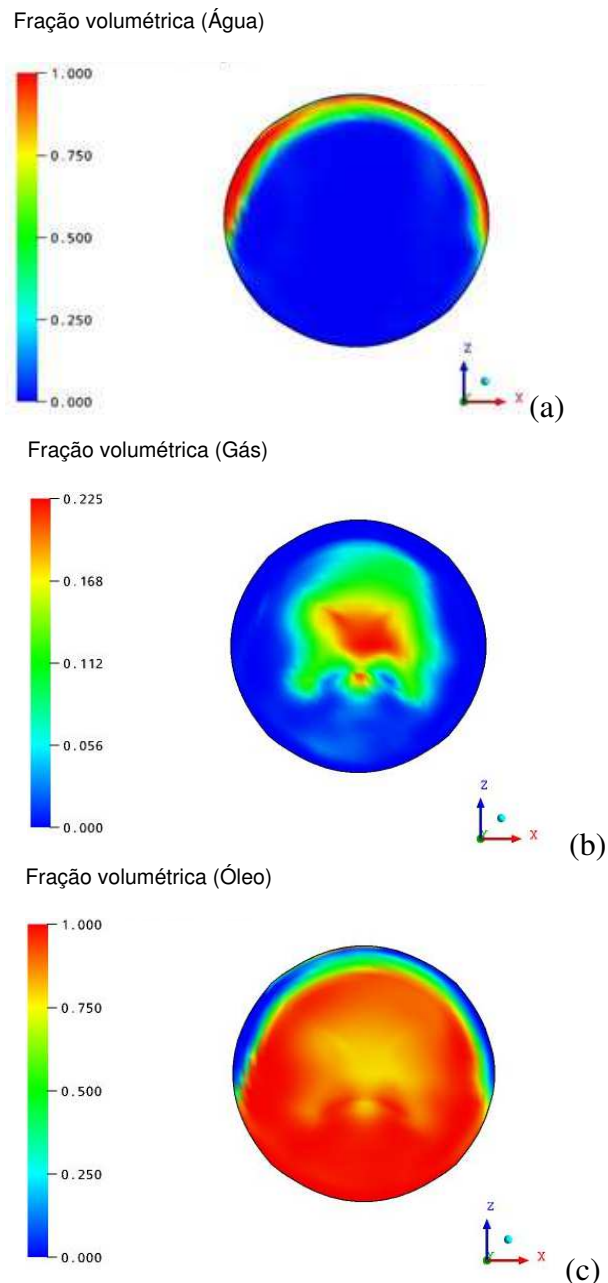 Fração volumétrica (Água)
1.000
0.750
0.500
0.250
0.000
Z
X
Y
(a)
Fração volumétrica (Gás)
0.225
0.168
0.112
0.056
0.000
Z
X
Y
(b)
Fração volumétrica (Óleo)
1.000
0.750
0.500
0.250
0.000
Z
X
Y
(c)